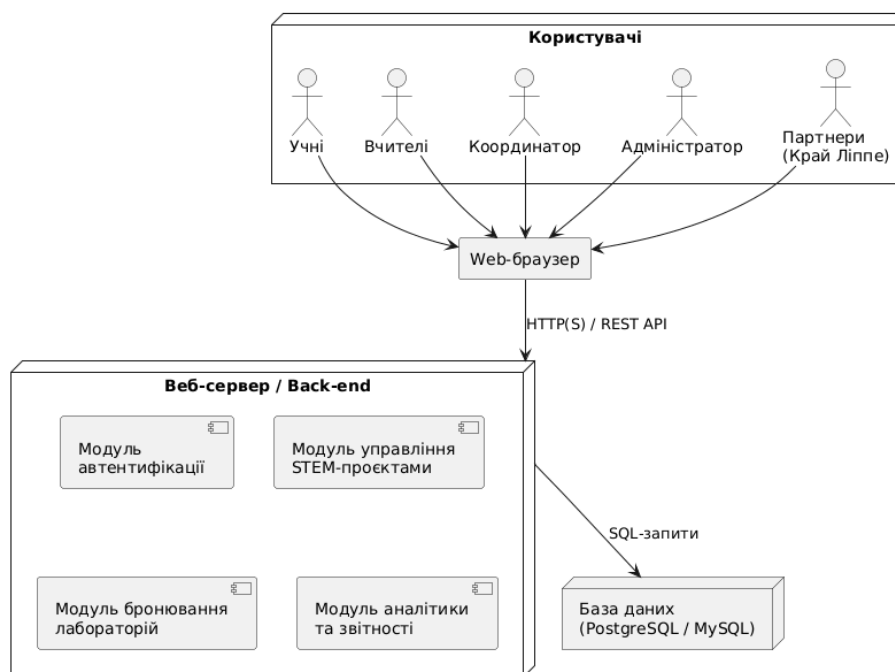 Користувачі
Учні
Вчителі
Координатор
Адміністратор
Партнери
(Край Ліппе)
Web-браузер
HTTP(S) / REST API
Веб-сервер / Back-end
Модуль
автентифікації
Модуль управління
STEM-проєктами
SQL-запити
Модуль бронювання
лабораторій
Модуль аналітики
та звітності
База даних
(PostgreSQL / MySQL)